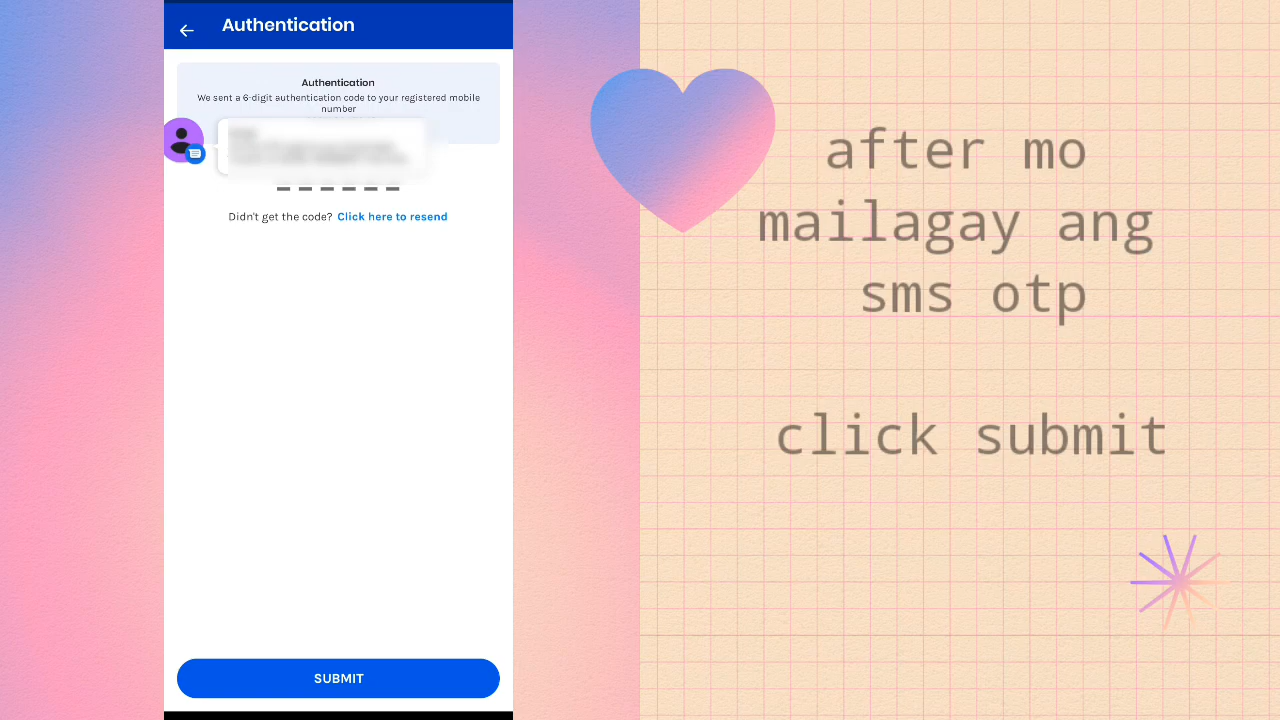 Authentication
Authentication
We sent a 6-digit authentication code to your registered mobile
number
Didn't get the code? Click here to resend
SUBMIT
after mo
mailagay ang
sms otp
click submit